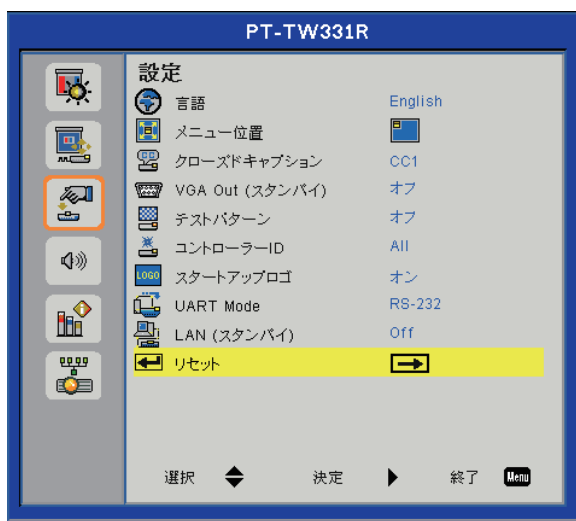 PT-TW331R
設定
言語 English
メニュー位置
クローズドキャプション CC1
VGA Out (スタンバイ) オフ
テストパターン オフ
コントローラーID All
LOGO スタートアップロゴ オン
UART Mode RS-232
LAN (スタンバイ) Off
リセット
選択 決定 終了 Menu